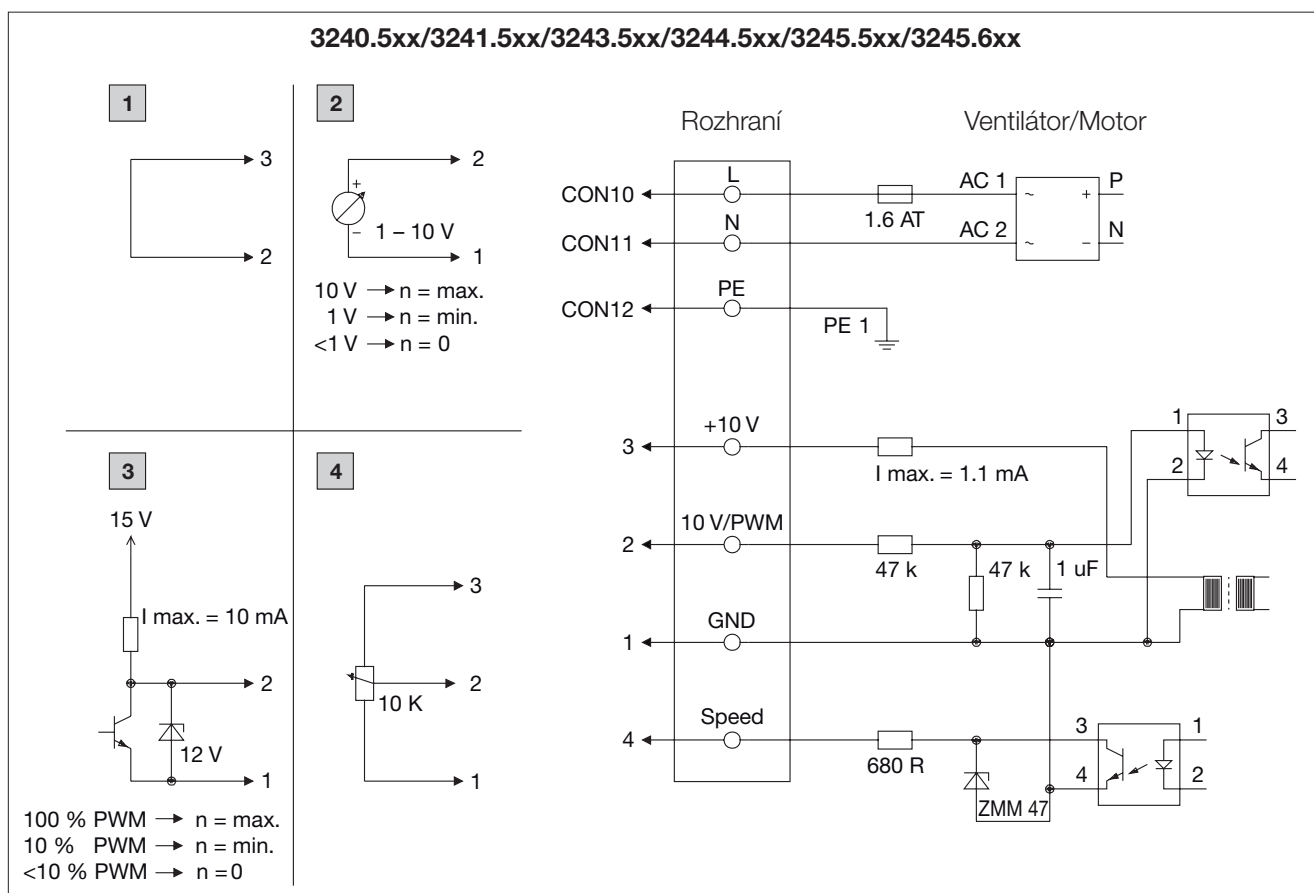 3240.5xx/3241.5xx/3243.5xx/3244.5xx/3245.5xx/3245.6xx
1
3
2
2
2
+
–
1 – 10 V
1
10 V → n = max.
1 V → n = min.
<1 V → n = 0
3
15 V
I max. = 10 mA
2
12 V
1
100 % PWM → n = max.
10 % PWM → n = min.
<10 % PWM → n = 0
4
3
2
10 K
1
Rozhraní
Ventilátor/Motor
CON10
L
1.6 AT
AC 1
~
+
P
CON11
N
AC 2
~
–
N
CON12
PE
PE 1
3
+10 V
I max. = 1.1 mA
1
2
3
4
2
10 V/PWM
47 k
47 k
1 uF
1
GND
4
Speed
680 R
ZMM 47
3
4
1
2